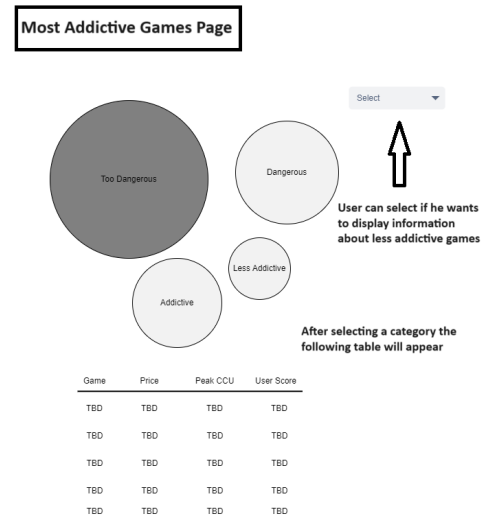 Most Addictive Games Page
Select
Too Dangerous
Dangerous
User can select if he wants
to display information
about less addictive games
Less Addictive
Addictive
After selecting a category the
following table will appear
Game Price Peak CCU User Score
TBD TBD TBD TBD
TBD TBD TBD TBD
TBD TBD TBD TBD
TBD TBD TBD TBD
TBD TBD TBD TBD